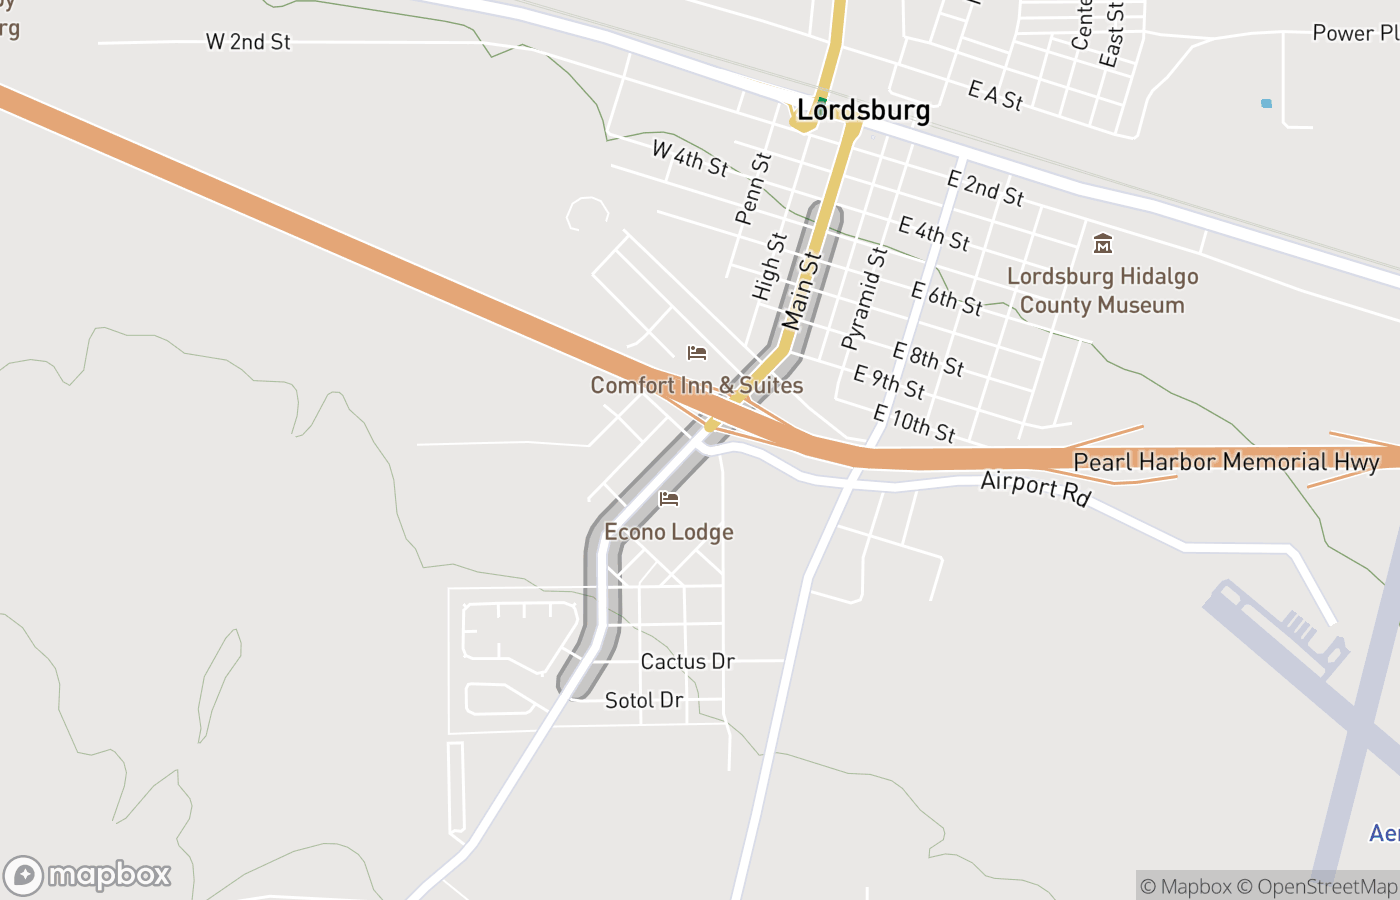 W 2nd St
Center
East St
Power Pl
E A St
Lordsburg
W 4th St
Penn St
E 2nd St
E 4th St
High St
Main St
Pyramid St
Lordsburg Hidalgo
County Museum
E 6th St
E 8th St
E 9th St
E 10th St
Comfort Inn & Suites
Pearl Harbor Memorial Hwy
Airport Rd
Econo Lodge
Cactus Dr
Sotol Dr
Aer
mapbox
© Mapbox © OpenStreetMap